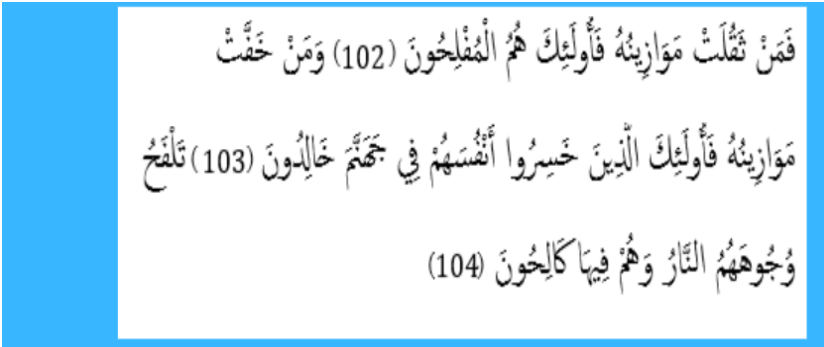 فَمَنْ ثَقُلَتْ مَوَازِينُهُ فَأُولَئِكَ هُمُ الْمُفْلِحُونَ (102) وَمَنْ خَفَّتْ
مَوَازِينُهُ فَأُولَئِكَ الَّذِينَ خَسِرُوا أَنْفُسَهُمْ فِي جَهَنَّمَ خَالِدُونَ (103) تَلْفَحُ
وُجُوهَهُمُ النَّارُ وَهُمْ فِيهَا كَالِحُونَ (104)